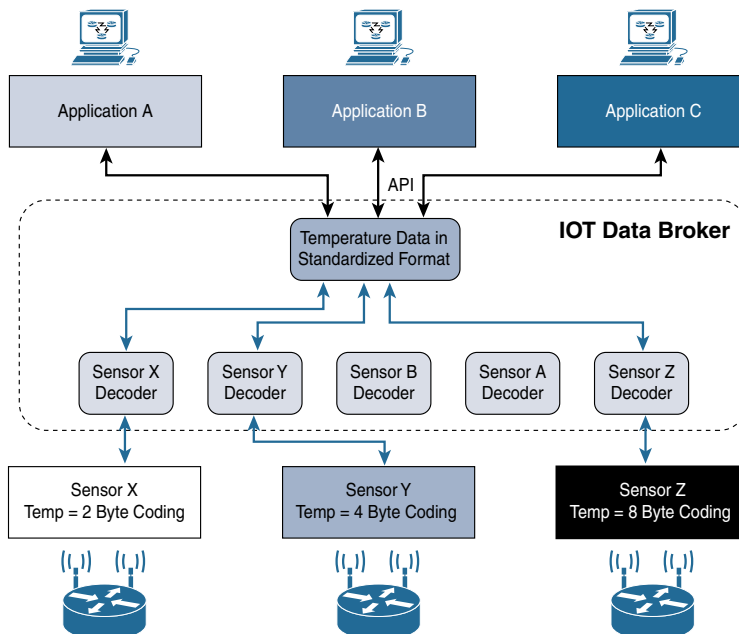 Application A
Application B
Application C
API
IOT Data Broker
Temperature Data in
Standardized Format
Sensor X
Decoder
Sensor Y
Decoder
Sensor B
Decoder
Sensor A
Decoder
Sensor Z
Decoder
Sensor X
Temp = 2 Byte Coding
Sensor Y
Temp = 4 Byte Coding
Sensor Z
Temp = 8 Byte Coding